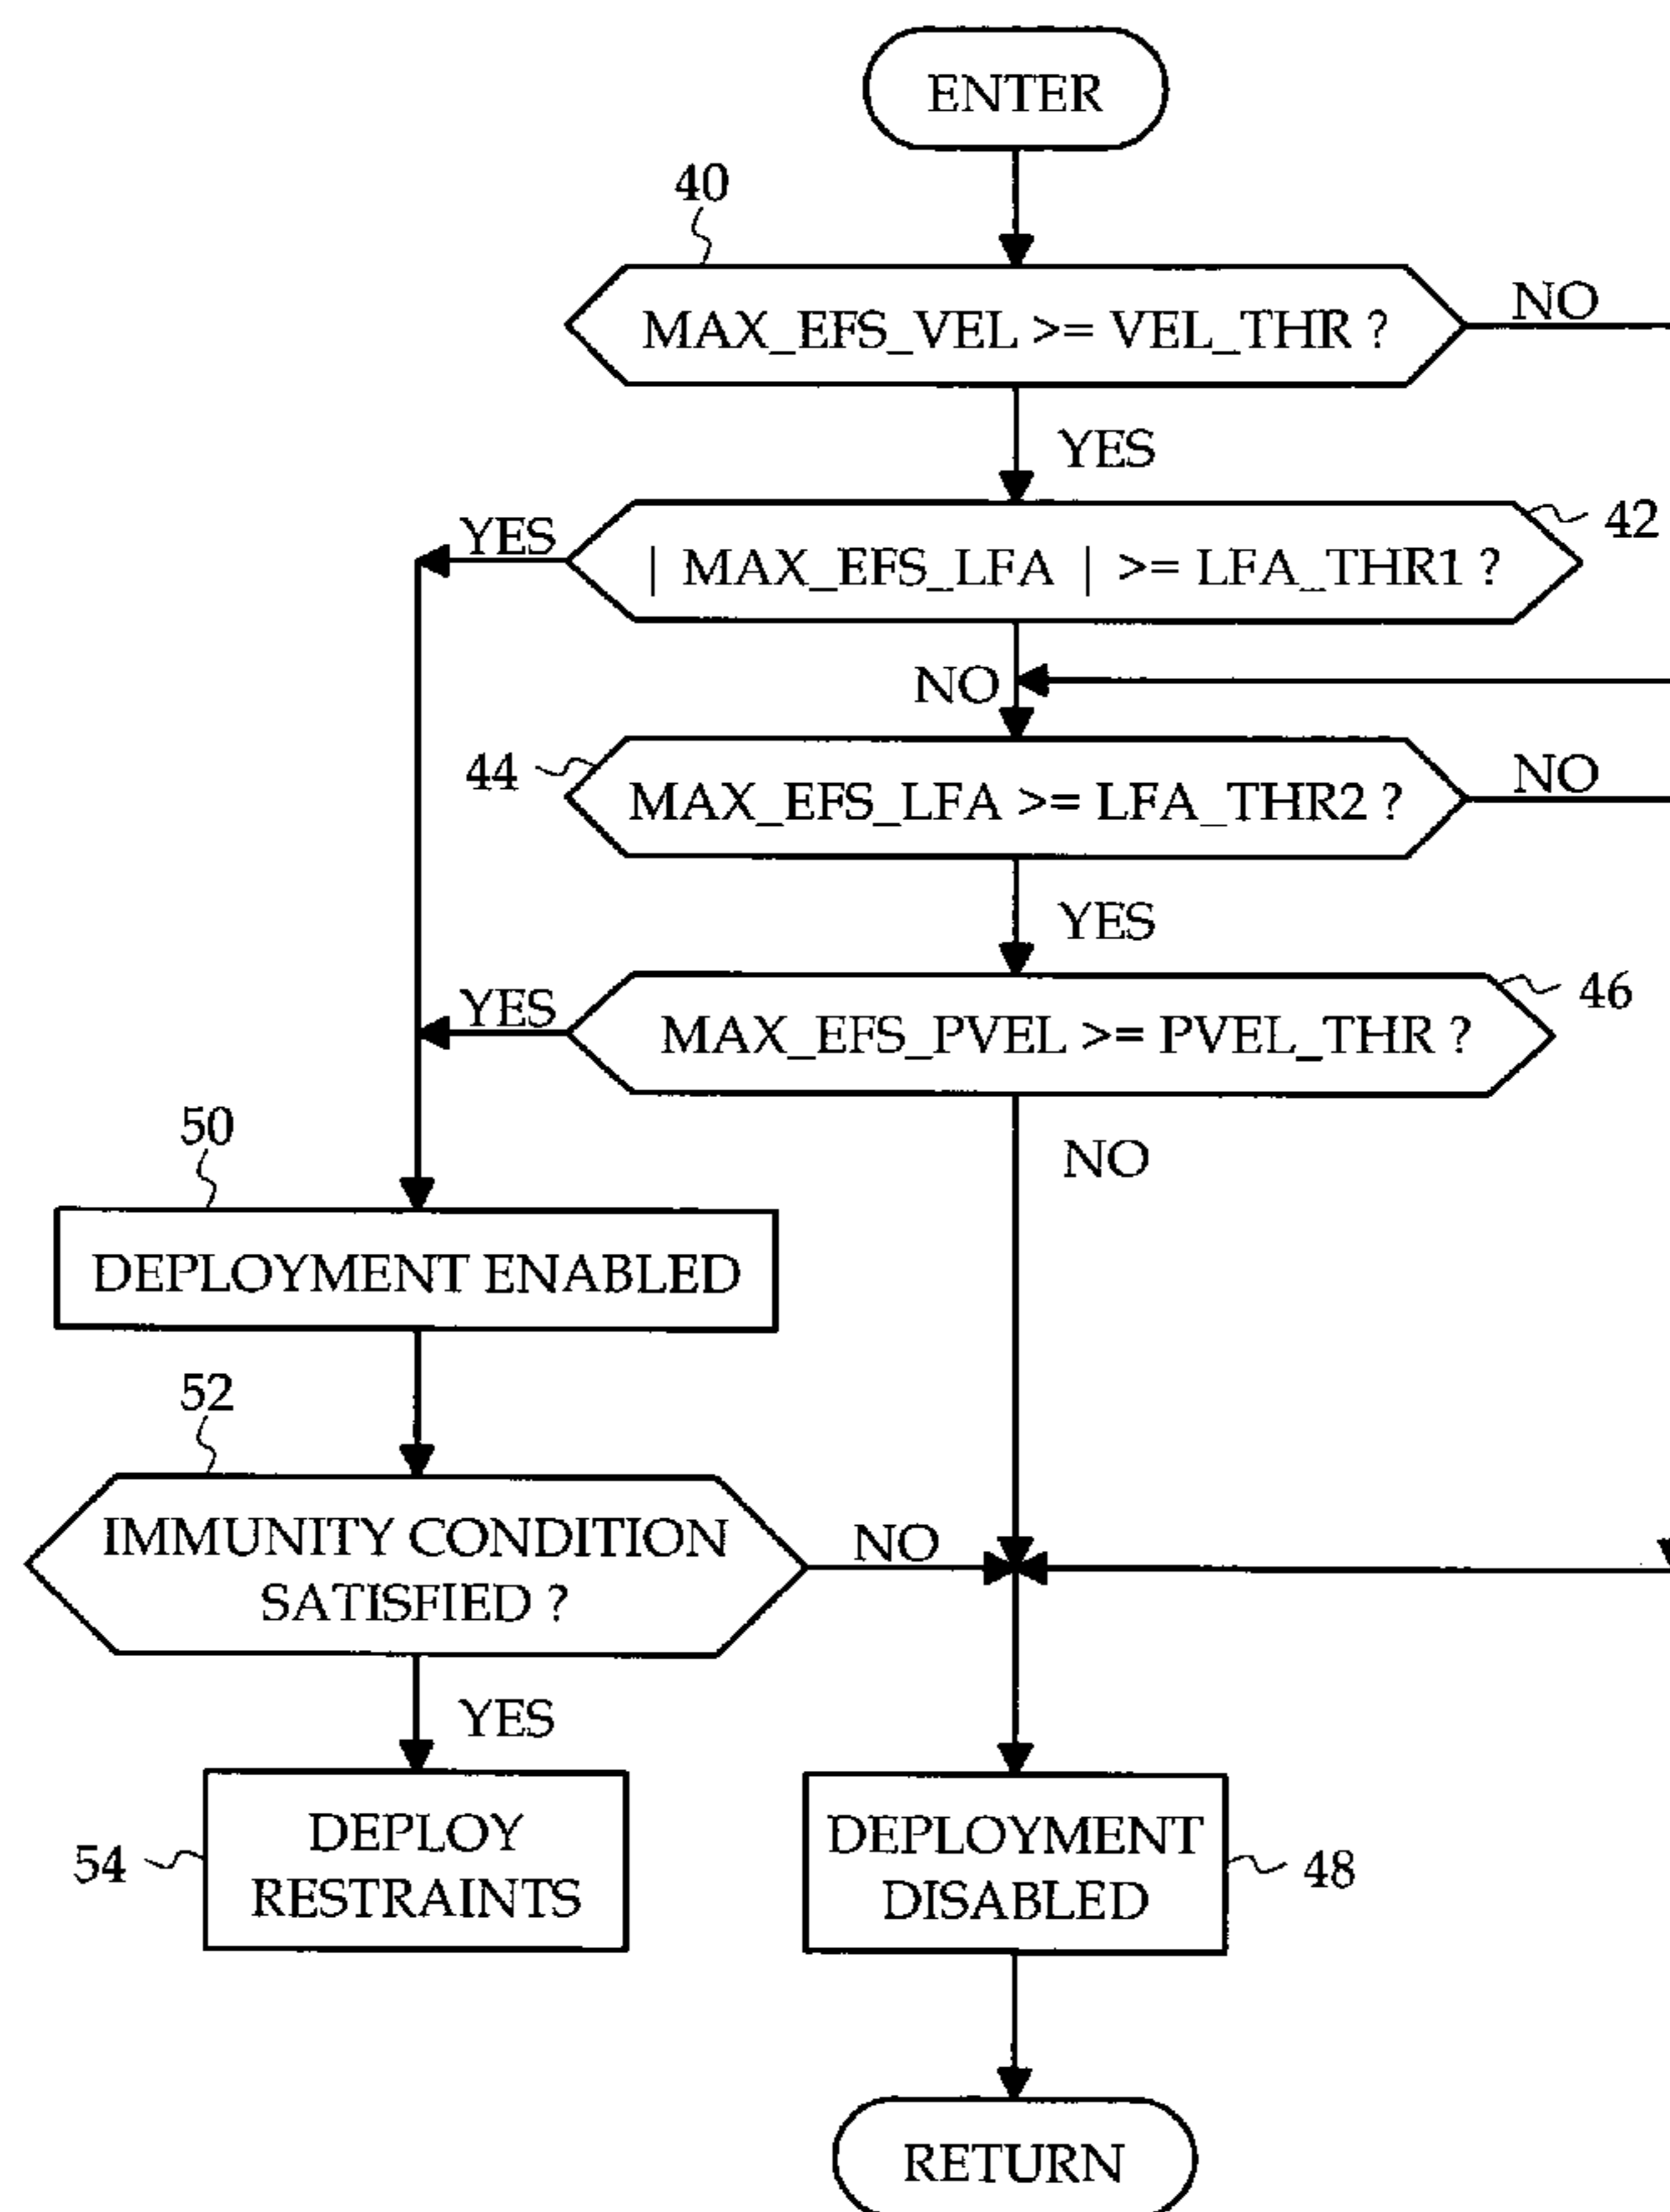 ENTER
40
MAX_EFS_VEL >= VEL_THR ?
NO
YES
42
YES
| MAX_EFS_LFA | >= LFA_THR1 ?
NO
44
MAX_EFS_LFA >= LFA_THR2 ?
NO
YES
46
YES
MAX_EFS_PVEL >= PVEL_THR ?
NO
50
DEPLOYMENT ENABLED
52
IMMUNITY CONDITION
SATISFIED ?
NO
YES
54
DEPLOY
RESTRAINTS
DEPLOYMENT
DISABLED
48
RETURN